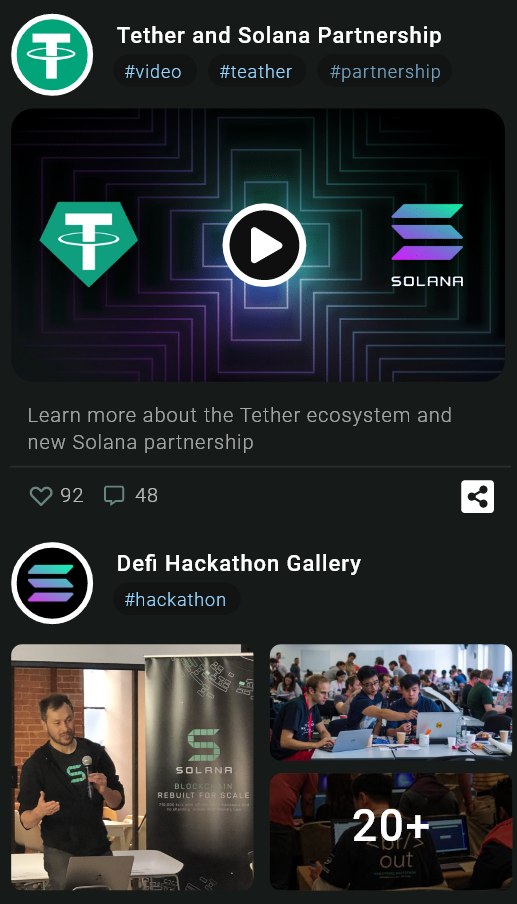 Tether and Solana Partnership
#video #teather #partnership
SOLANA
Learn more about the Tether ecosystem and
new Solana partnership
92 48
Defi Hackathon Gallery
#hackathon
SOLANA
BLOCKCHAIN
REBUILT FOR SCALE
20+
<br/>
out